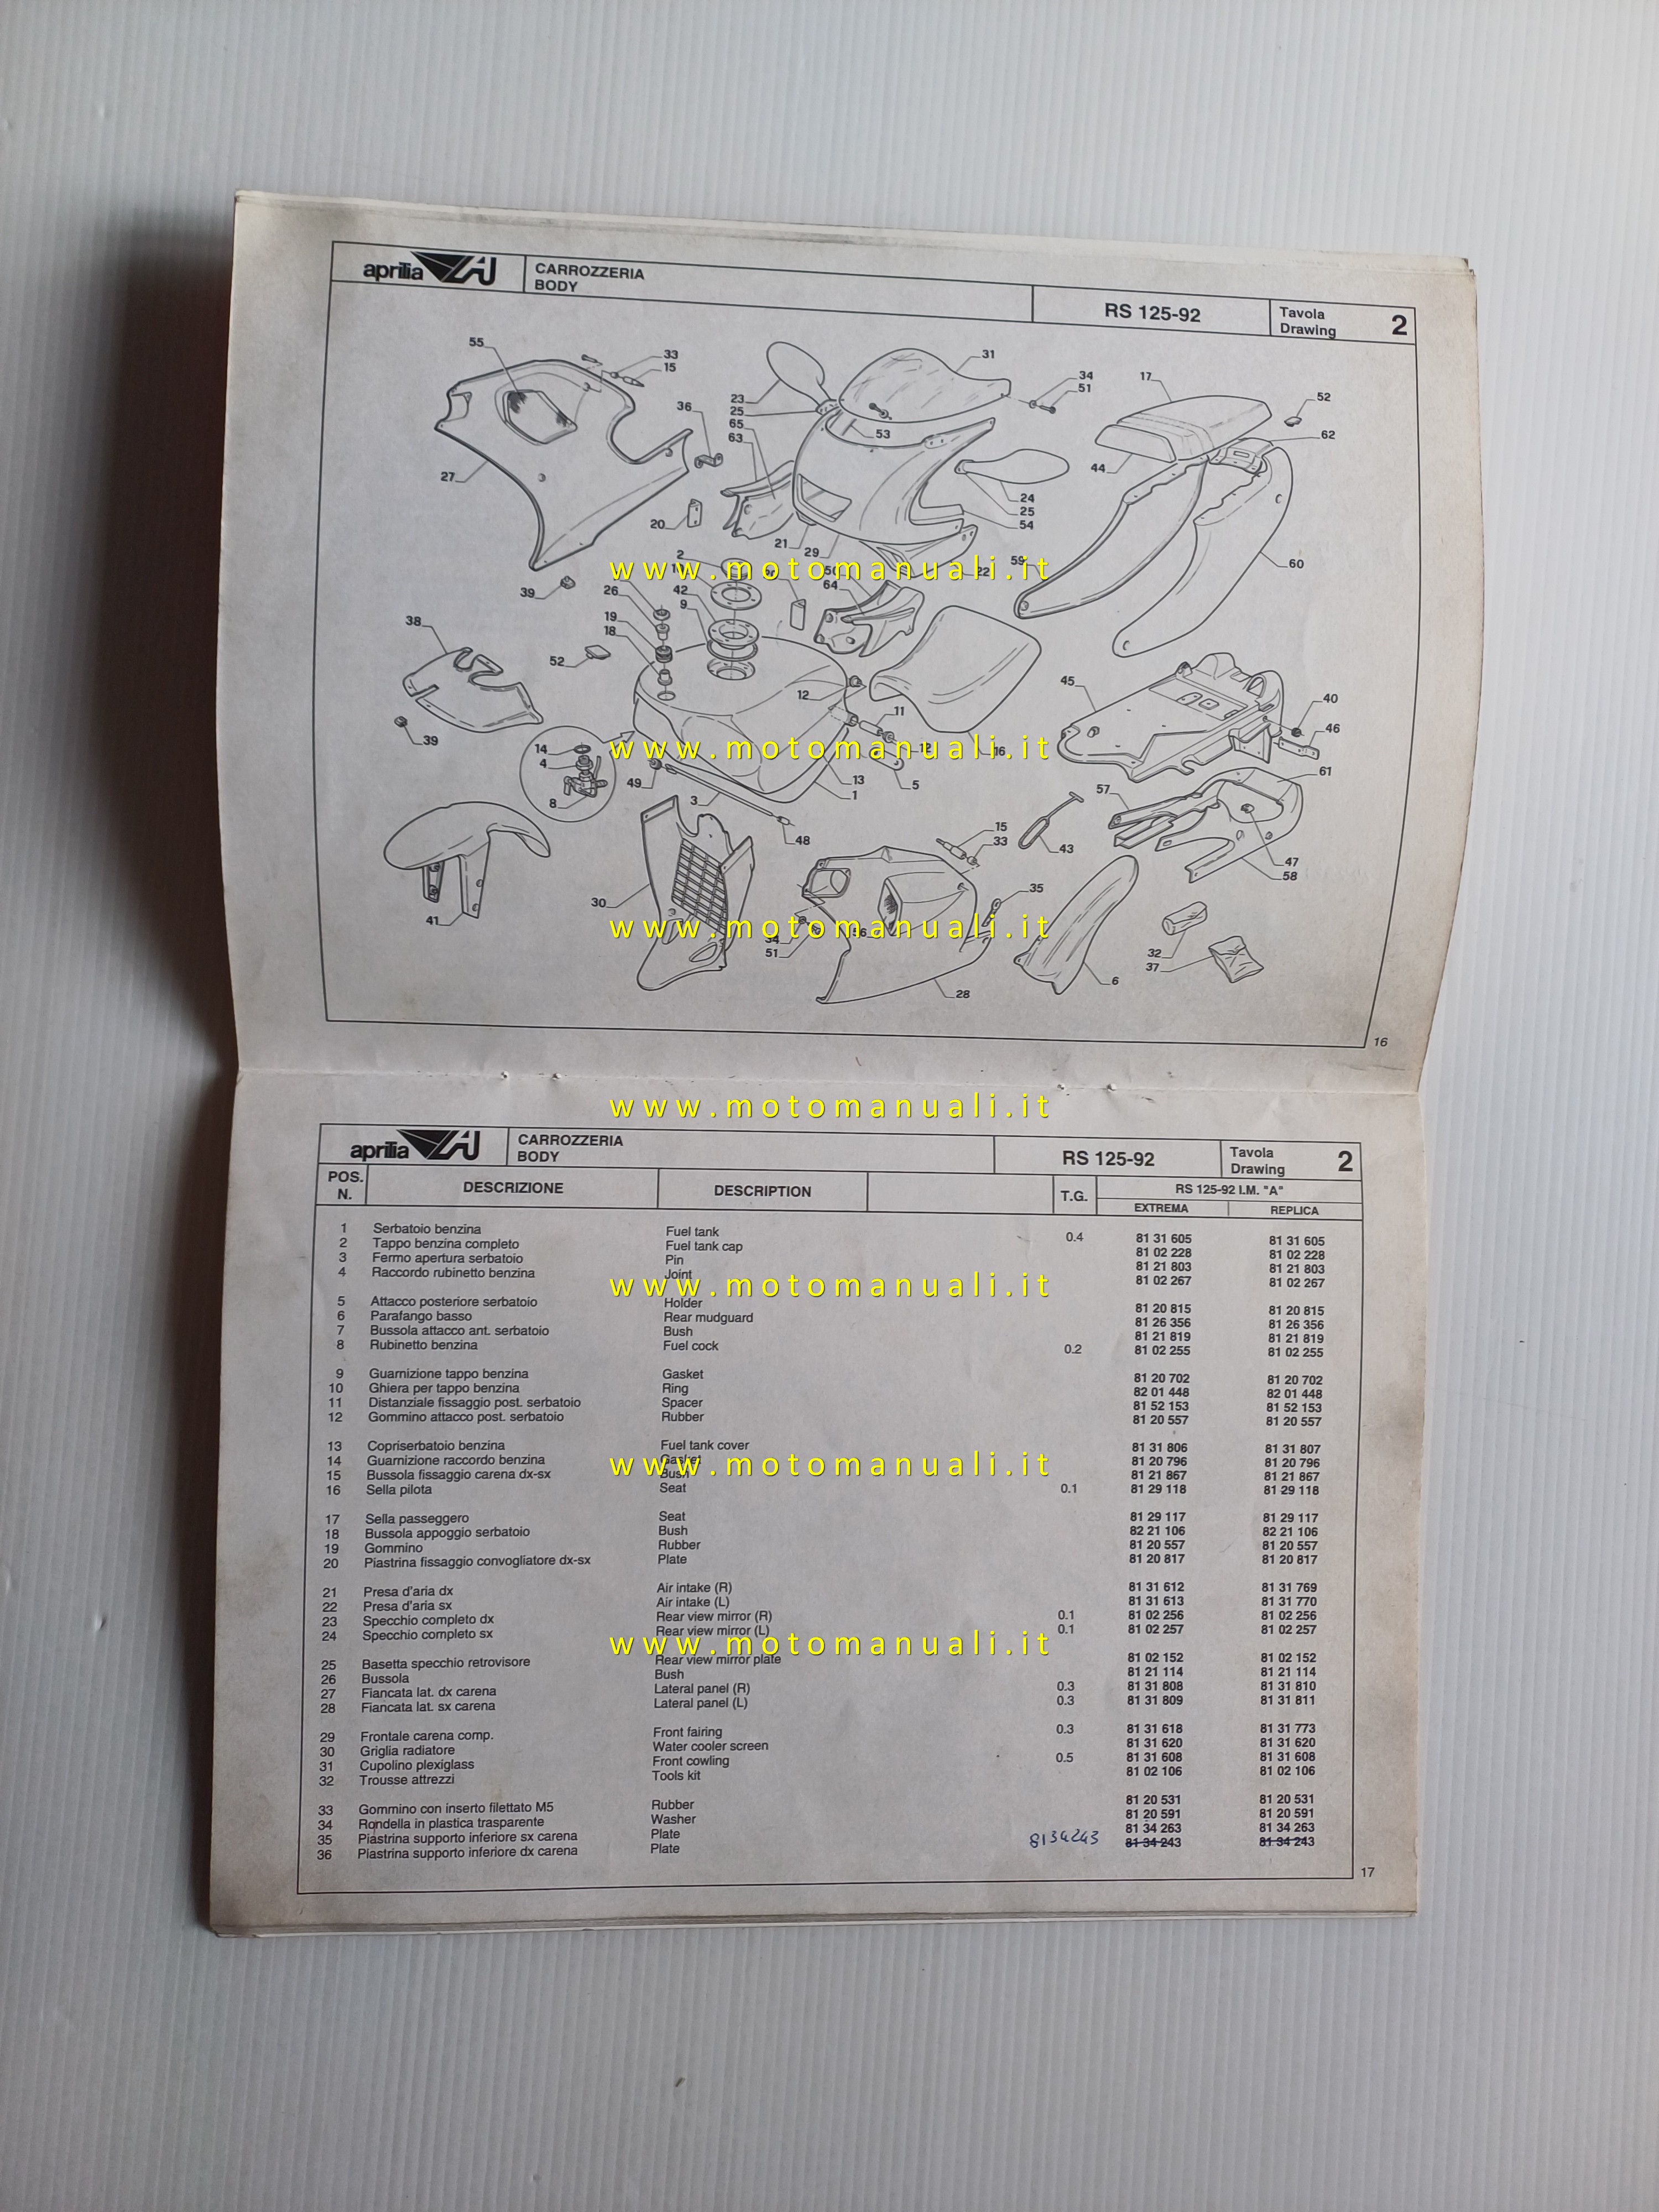 aprilia
CARROZZERIA
BODY
RS 125-92
Tavola
Drawing
2
55
33
15
36
23
25
65
63
31
34
51
53
17
52
62
44
27
20
21
29
24
25
54
22
59
60
39
38
2
26
42
9
19
18
64
52
12
11
16
45
40
46
39
14
4
8
49
3
13
1
5
12
48
61
57
47
58
15
33
43
35
41
30
51
28
6
32
37
www.motomanuali.it
www.motomanuali.it
www.motomanuali.it
16
www.motomanuali.it
aprilia
CARROZZERIA
BODY
RS 125-92
Tavola
Drawing
2
POS. N. DESCRIZIONE DESCRIPTION T.G. RS 125-92 I.M. "A"
EXTREMA REPLICA
1 Serbatoio benzina Fuel tank 0.4 81 31 605 81 31 605
2 Tappo benzina completo Fuel tank cap 81 02 228 81 02 228
3 Fermo apertura serbatoio Pin 81 21 803 81 21 803
4 Raccordo rubinetto benzina Joint 81 02 267 81 02 267
www.motomanuali.it
5 Attacco posteriore serbatoio Holder 81 20 815 81 20 815
6 Parafango basso Rear mudguard 81 26 356 81 26 356
7 Bussola attacco ant. serbatoio Bush 81 21 819 81 21 819
8 Rubinetto benzina Fuel cock 0.2 81 02 255 81 02 255
9 Guarnizione tappo benzina Gasket 81 20 702 81 20 702
10 Ghiera per tappo benzina Ring 82 01 448 82 01 448
11 Distanziale fissaggio post. serbatoio Spacer 81 52 153 81 52 153
12 Gommino attacco post. serbatoio Rubber 81 20 557 81 20 557
13 Copriserbatoio benzina Fuel tank cover 81 31 806 81 31 807
14 Guarnizione raccordo benzina Gasket 81 20 796 81 20 796
www.motomanuali.it
15 Bussola fissaggio carena dx-sx Bush 81 21 867 81 21 867
16 Sella pilota Seat 0.1 81 29 118 81 29 118
17 Sella passeggero Seat 81 29 117 81 29 117
18 Bussola appoggio serbatoio Bush 82 21 106 82 21 106
19 Gommino Rubber 81 20 557 81 20 557
20 Piastrina fissaggio convogliatore dx-sx Plate 81 20 817 81 20 817
21 Presa d'aria dx Air intake (R) 81 31 612 81 31 769
22 Presa d'aria sx Air intake (L) 81 31 613 81 31 770
23 Specchio completo dx Rear view mirror (R) 0.1 81 02 256 81 02 256
24 Specchio completo sx Rear view mirror (L) 0.1 81 02 257 81 02 257
www.motomanuali.it
25 Basetta specchio retrovisore Rear view mirror plate 81 02 152 81 02 152
26 Bussola Bush 81 21 114 81 21 114
27 Fiancata lat. dx carena Lateral panel (R) 0.3 81 31 808 81 31 810
28 Fiancata lat. sx carena Lateral panel (L) 0.3 81 31 809 81 31 811
29 Frontale carena comp. Front fairing 0.3 81 31 618 81 31 773
30 Griglia radiatore Water cooler screen 81 31 620 81 31 620
31 Cupolino plexiglass Front cowling 0.5 81 31 608 81 31 608
32 Trousse attrezzi Tools kit 81 02 106 81 02 106
33 Gommino con inserto filettato M5 Rubber 81 20 531 81 20 531
34 Rondella in plastica trasparente Washer 81 20 591 81 20 591
35 Piastrina supporto inferiore sx carena Plate 81 34 263 81 34 263
36 Piastrina supporto inferiore dx carena Plate 8134243 81 34 243 81 34 243
17